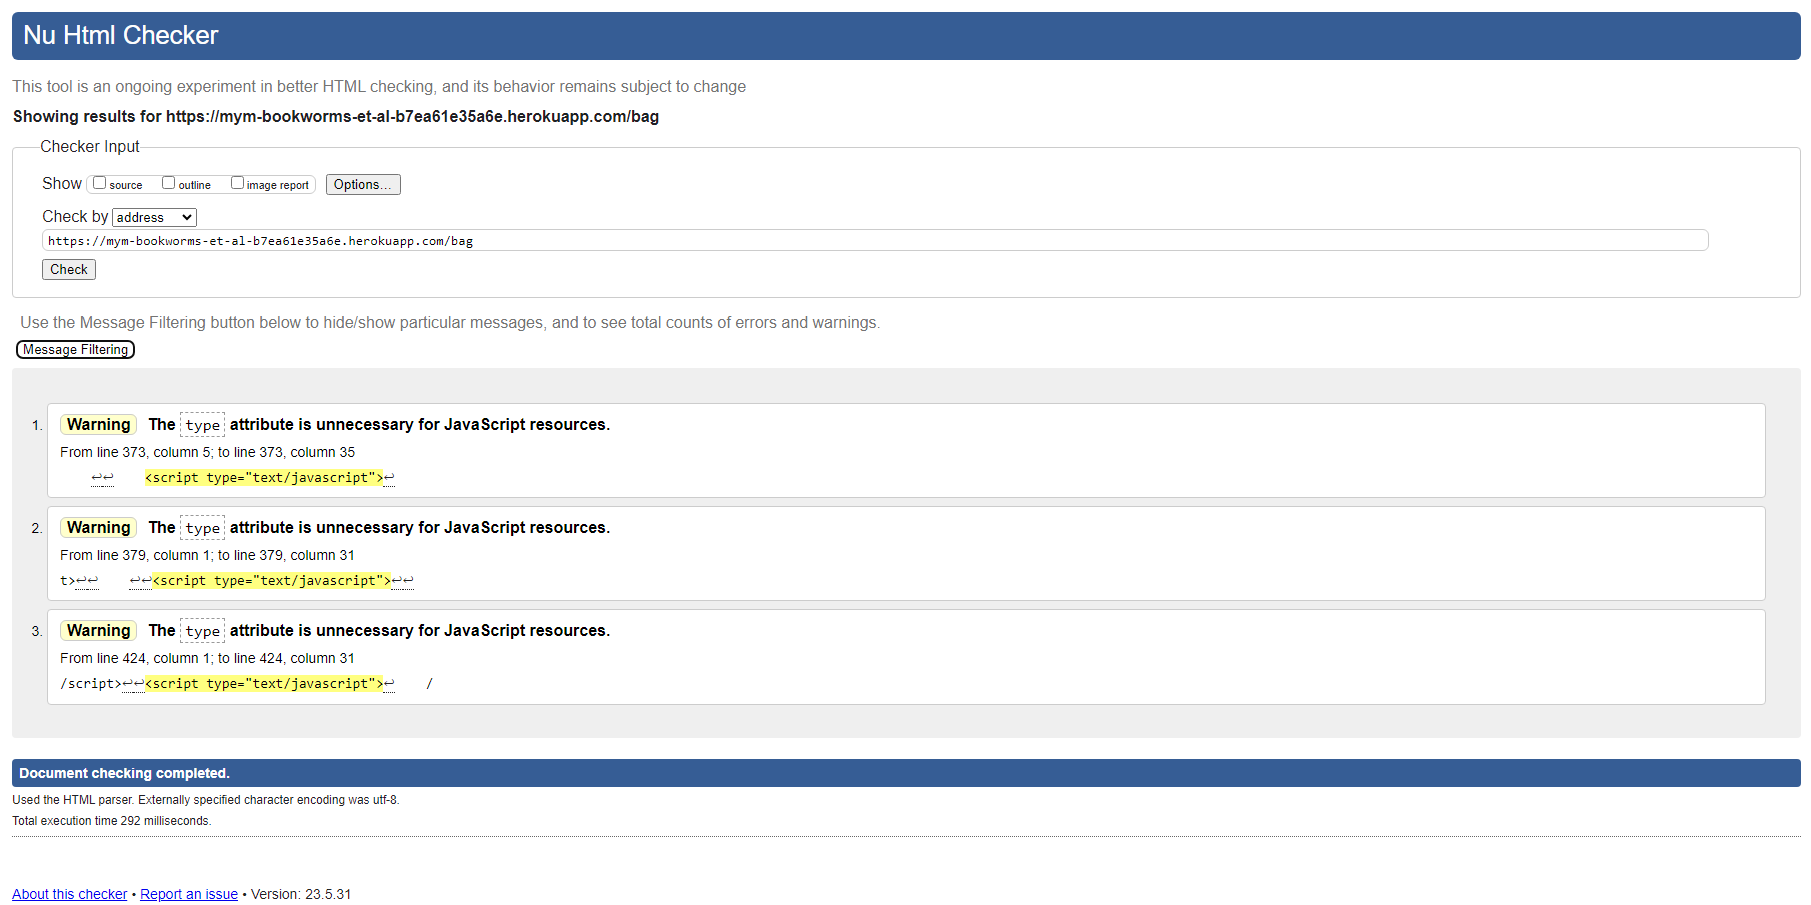 Nu Html Checker
This tool is an ongoing experiment in better HTML checking, and its behavior remains subject to change
Showing results for https://mym-bookworms-et-al-b7ea61e35a6e.herokuapp.com/bag
Checker Input
Show source outline image report Options...
Check by address
https://mym-bookworms-et-al-b7ea61e35a6e.herokuapp.com/bag
Check
Use the Message Filtering button below to hide/show particular messages, and to see total counts of errors and warnings.
Message Filtering
1. Warning The type attribute is unnecessary for JavaScript resources.
From line 373, column 5; to line 373, column 35
↩↩ <script type="text/javascript">↩
2. Warning The type attribute is unnecessary for JavaScript resources.
From line 379, column 1; to line 379, column 31
t>↩↩ ↩↩<script type="text/javascript">↩↩
3. Warning The type attribute is unnecessary for JavaScript resources.
From line 424, column 1; to line 424, column 31
/script>↩↩<script type="text/javascript">↩ /
Document checking completed.
Used the HTML parser. Externally specified character encoding was utf-8.
Total execution time 292 milliseconds.
About this checker • Report an issue • Version: 23.5.31